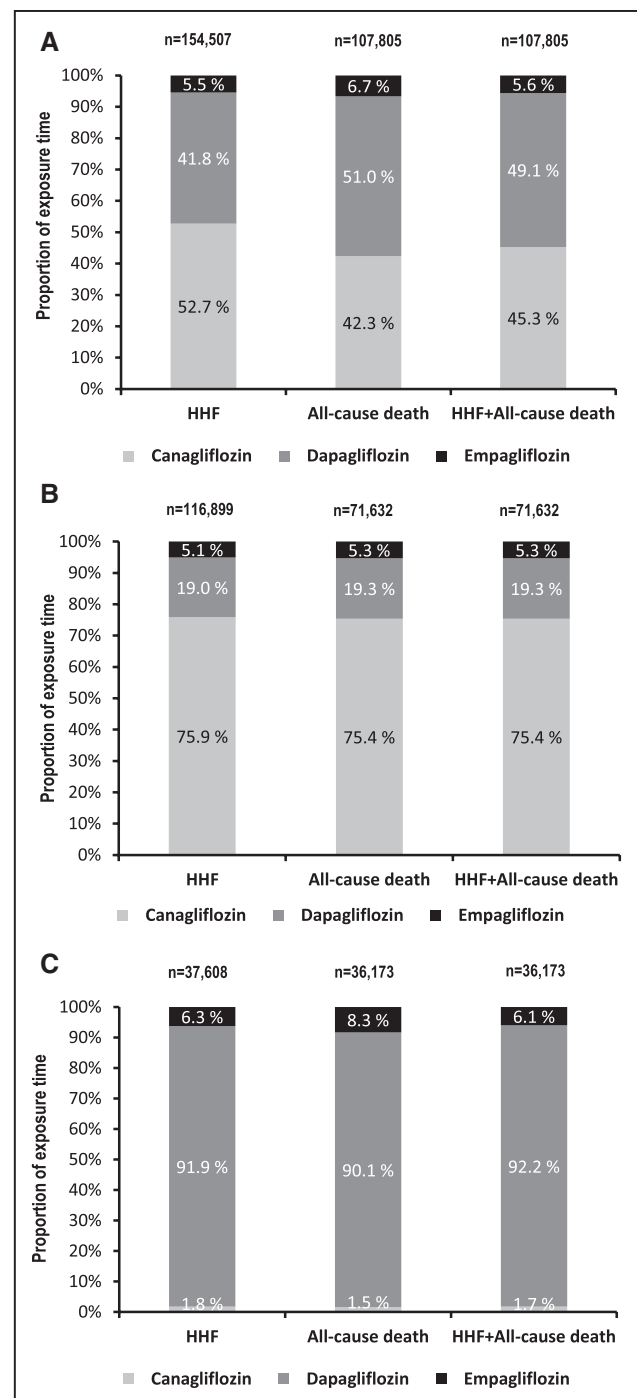 A
n=154,507 n=107,805 n=107,805
Proportion of exposure time
100%
90%
80%
70%
60%
50%
40%
30%
20%
10%
0%
5.5 % 6.7 % 5.6 %
41.8 % 51.0 % 49.1 %
52.7 % 42.3 % 45.3 %
HHF All-cause death HHF+All-cause death
Canagliflozin Dapagliflozin Empagliflozin
B
n=116,899 n=71,632 n=71,632
Proportion of exposure time
100%
90%
80%
70%
60%
50%
40%
30%
20%
10%
0%
5.1 % 5.3 % 5.3 %
19.0 % 19.3 % 19.3 %
75.9 % 75.4 % 75.4 %
HHF All-cause death HHF+All-cause death
Canagliflozin Dapagliflozin Empagliflozin
C
n=37,608 n=36,173 n=36,173
Proportion of exposure time
100%
90%
80%
70%
60%
50%
40%
30%
20%
10%
0%
6.3 % 8.3 % 6.1 %
91.9 % 90.1 % 92.2 %
1.8 % 1.5 % 1.7 %
HHF All-cause death HHF+All-cause death
Canagliflozin Dapagliflozin Empagliflozin